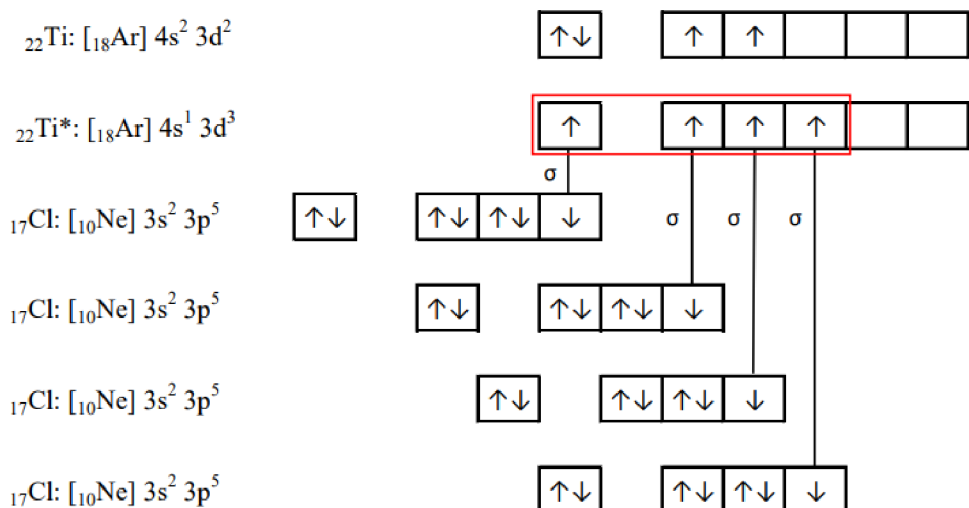 ₂₂Ti: [₁₈Ar] 4s² 3d² ↑↓ ↑ ↑
₂₂Ti*: [₁₈Ar] 4s¹ 3d³ ↑ ↑ ↑ ↑
σ
₁₇Cl: [₁₀Ne] 3s² 3p⁵ ↑↓ ↑↓ ↑↓ ↓ σ σ σ
₁₇Cl: [₁₀Ne] 3s² 3p⁵ ↑↓ ↑↓ ↑↓ ↓
₁₇Cl: [₁₀Ne] 3s² 3p⁵ ↑↓ ↑↓ ↑↓ ↓
₁₇Cl: [₁₀Ne] 3s² 3p⁵ ↑↓ ↑↓ ↑↓ ↓